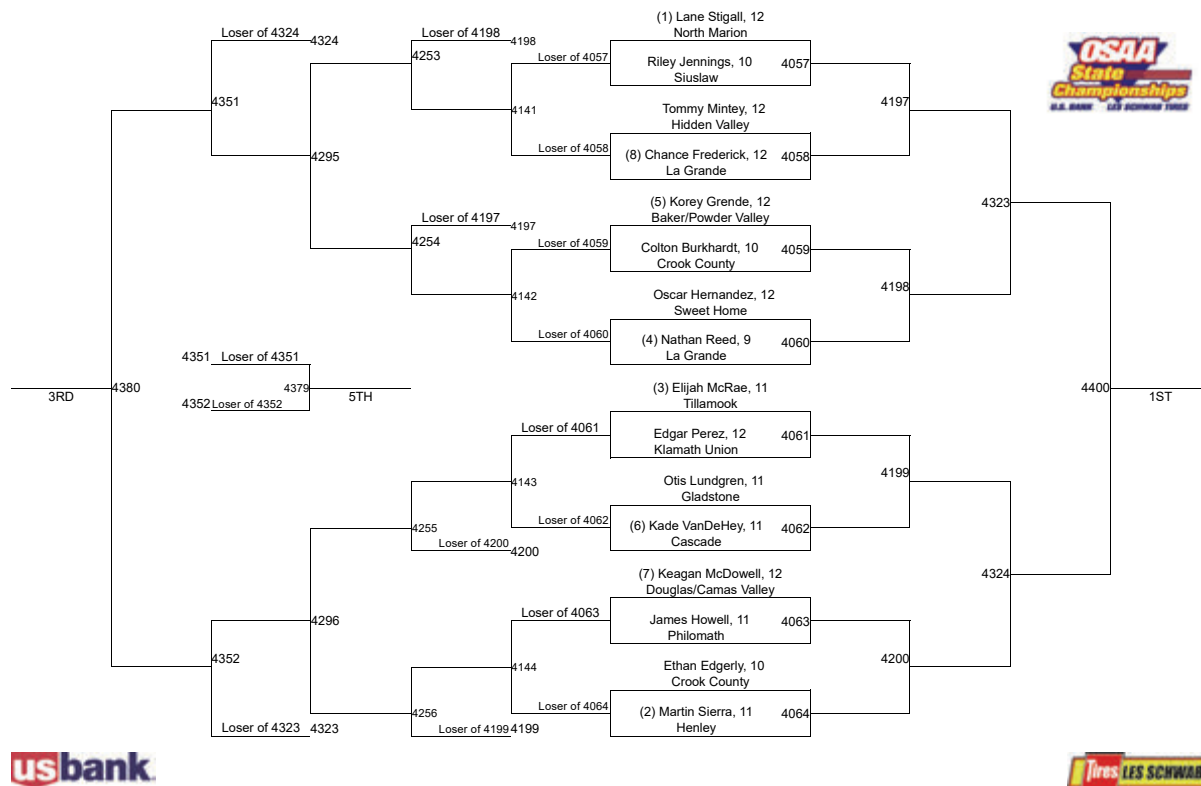 (1) Lane Stigall, 12
North Marion
Loser of 4324
4324
Loser of 4198
4198
4253
Loser of 4057
Riley Jennings, 10
Siuslaw
4057
OSAA
State
Championships
U.S. BANK LES SCHWAB TIRES
4351
4141
Tommy Mintey, 12
Hidden Valley
4197
4295
Loser of 4058
(8) Chance Frederick, 12
La Grande
4058
(5) Korey Grende, 12
Baker/Powder Valley
4323
Loser of 4197
4197
4254
Loser of 4059
Colton Burkhardt, 10
Crook County
4059
4142
Oscar Hernandez, 12
Sweet Home
4198
Loser of 4060
(4) Nathan Reed, 9
La Grande
4060
4351
Loser of 4351
3RD
4380
4379
5TH
(3) Elijah McRae, 11
Tillamook
4400
1ST
4352
Loser of 4352
Loser of 4061
Edgar Perez, 12
Klamath Union
4061
4143
Otis Lundgren, 11
Gladstone
4199
4255
Loser of 4062
(6) Kade VanDeHey, 11
Cascade
4062
Loser of 4200
4200
(7) Keagan McDowell, 12
Douglas/Camas Valley
4324
4296
Loser of 4063
James Howell, 11
Philomath
4063
4352
4144
Ethan Edgerly, 10
Crook County
4200
4256
Loser of 4064
(2) Martin Sierra, 11
Henley
4064
Loser of 4323
4323
Loser of 4199
4199
usbank.
Tires LES SCHWAB